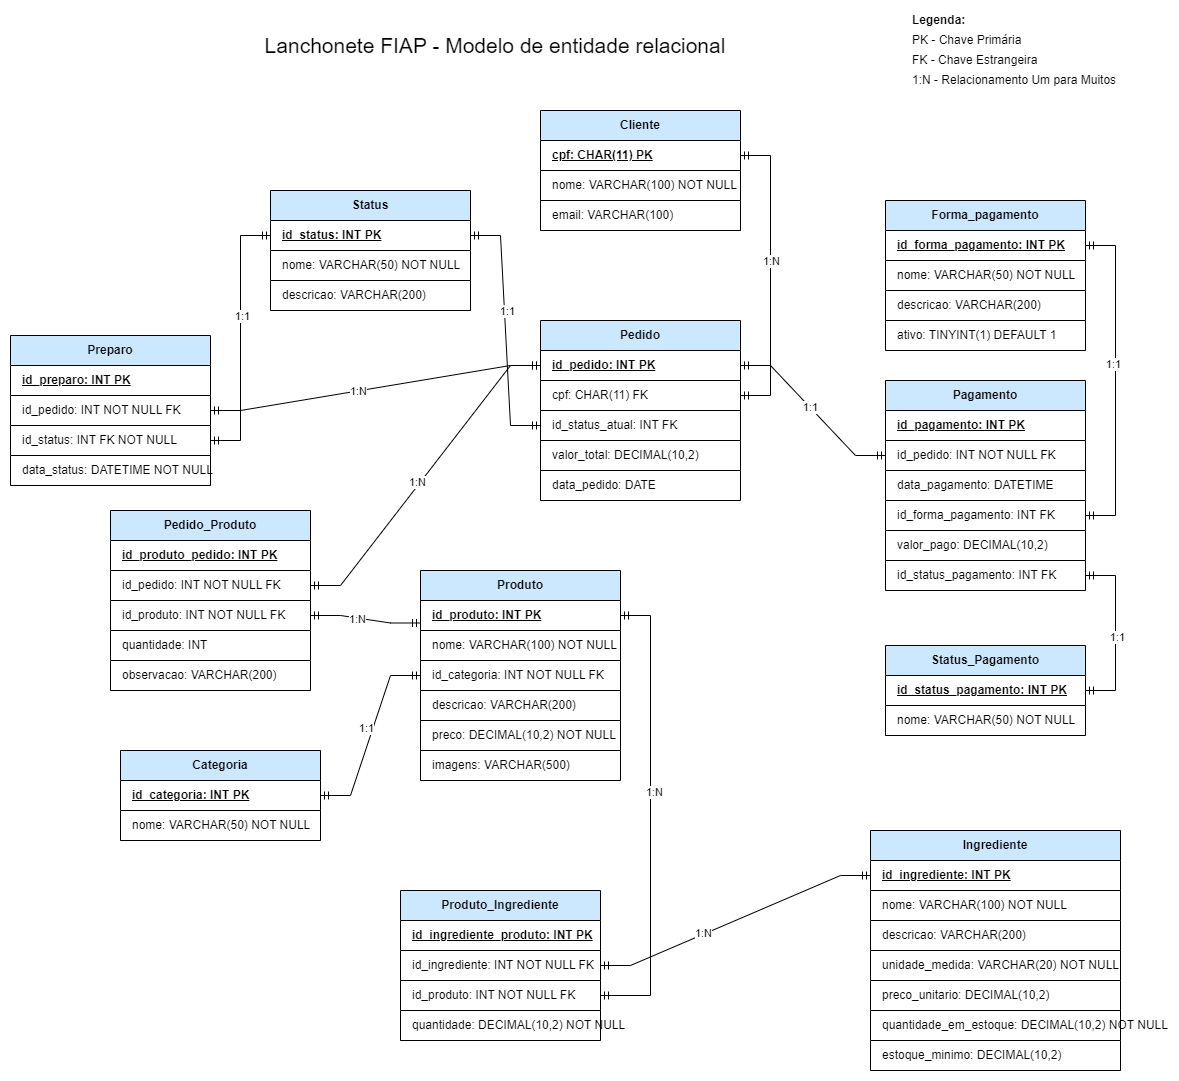 Legenda:
PK - Chave Primária
FK - Chave Estrangeira
1:N - Relacionamento Um para Muitos
Lanchonete FIAP - Modelo de entidade relacional
Cliente
cpf: CHAR(11) PK
nome: VARCHAR(100) NOT NULL
email: VARCHAR(100)
Status
id_status: INT PK
nome: VARCHAR(50) NOT NULL
descricao: VARCHAR(200)
Forma_pagamento
id_forma_pagamento: INT PK
nome: VARCHAR(50) NOT NULL
descricao: VARCHAR(200)
ativo: TINYINT(1) DEFAULT 1
1:N
1:1
1:1
Preparo
id_preparo: INT PK
id_pedido: INT NOT NULL FK
id_status: INT FK NOT NULL
data_status: DATETIME NOT NULL
1:N
Pedido
id_pedido: INT PK
cpf: CHAR(11) FK
id_status_atual: INT FK
valor_total: DECIMAL(10,2)
data_pedido: DATE
1:1
1:1
Pagamento
id_pagamento: INT PK
id_pedido: INT NOT NULL FK
data_pagamento: DATETIME
id_forma_pagamento: INT FK
valor_pago: DECIMAL(10,2)
id_status_pagamento: INT FK
1:N
Pedido_Produto
id_produto_pedido: INT PK
id_pedido: INT NOT NULL FK
id_produto: INT NOT NULL FK
quantidade: INT
observacao: VARCHAR(200)
1:N
Produto
id_produto: INT PK
nome: VARCHAR(100) NOT NULL
id_categoria: INT NOT NULL FK
descricao: VARCHAR(200)
preco: DECIMAL(10,2) NOT NULL
imagens: VARCHAR(500)
1:1
Status_Pagamento
id_status_pagamento: INT PK
nome: VARCHAR(50) NOT NULL
1:1
Categoria
id_categoria: INT PK
nome: VARCHAR(50) NOT NULL
1:N
Produto_Ingrediente
id_ingrediente_produto: INT PK
id_ingrediente: INT NOT NULL FK
id_produto: INT NOT NULL FK
quantidade: DECIMAL(10,2) NOT NULL
1:N
Ingrediente
id_ingrediente: INT PK
nome: VARCHAR(100) NOT NULL
descricao: VARCHAR(200)
unidade_medida: VARCHAR(20) NOT NULL
preco_unitario: DECIMAL(10,2)
quantidade_em_estoque: DECIMAL(10,2) NOT NULL
estoque_minimo: DECIMAL(10,2)